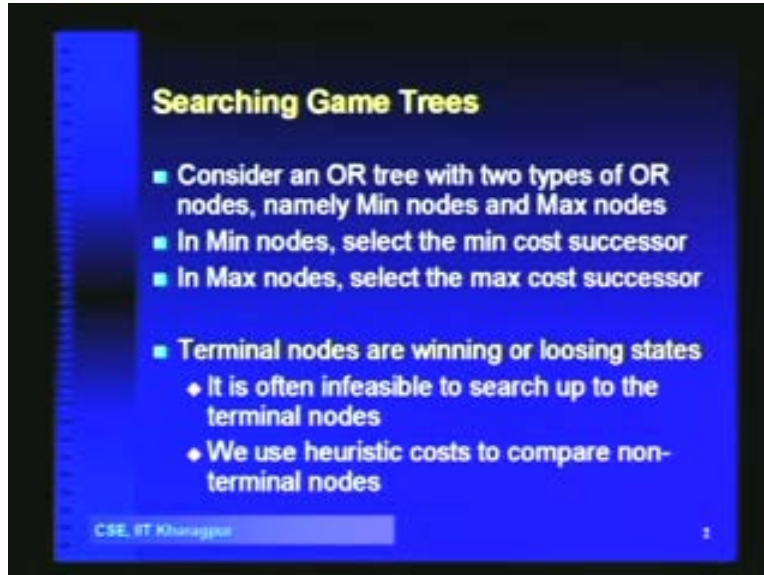 Searching Game Trees
Consider an OR tree with two types of OR
nodes, namely Min nodes and Max nodes
In Min nodes, select the min cost successor
In Max nodes, select the max cost successor
Terminal nodes are winning or loosing states
It is often infeasible to search up to the
terminal nodes
We use heuristic costs to compare non-
terminal nodes
CSE, IIT Kharagpur
2